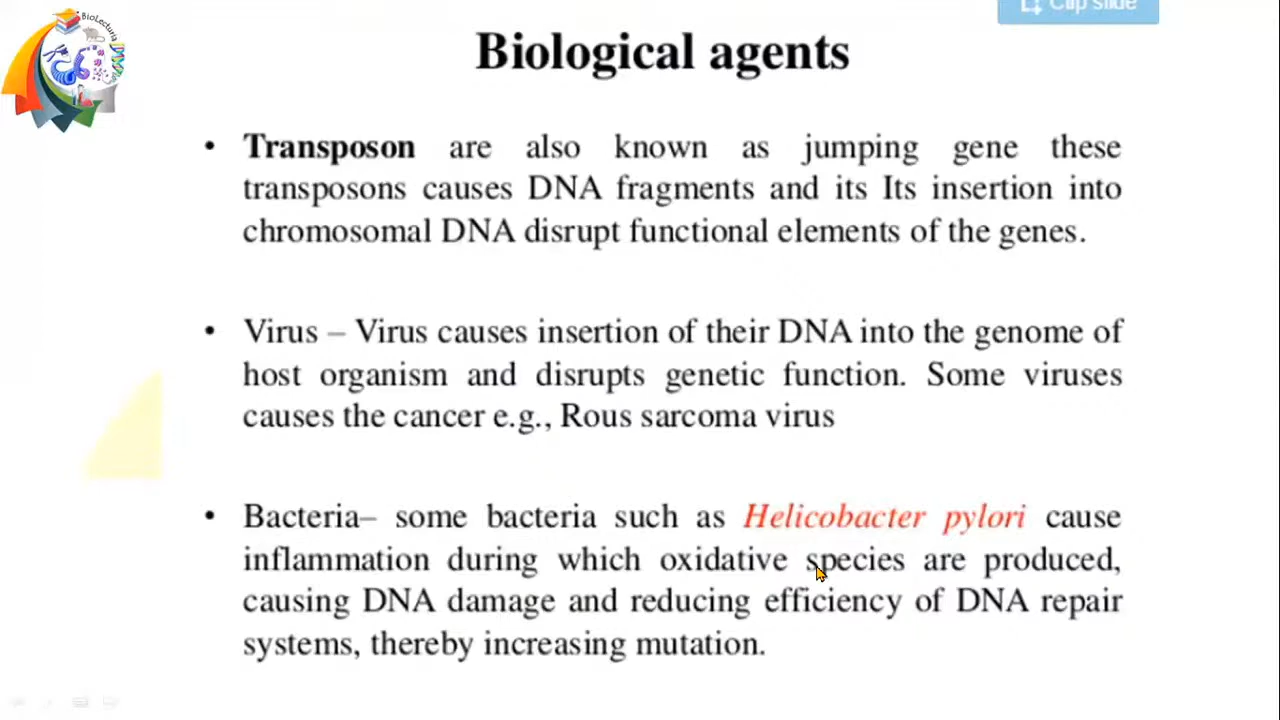 Clip slide
BioLectures
Biological agents
• Transposon are also known as jumping gene these
transposons causes DNA fragments and its Its insertion into
chromosomal DNA disrupt functional elements of the genes.
• Virus – Virus causes insertion of their DNA into the genome of
host organism and disrupts genetic function. Some viruses
causes the cancer e.g., Rous sarcoma virus
• Bacteria– some bacteria such as Helicobacter pylori cause
inflammation during which oxidative species are produced,
causing DNA damage and reducing efficiency of DNA repair
systems, thereby increasing mutation.